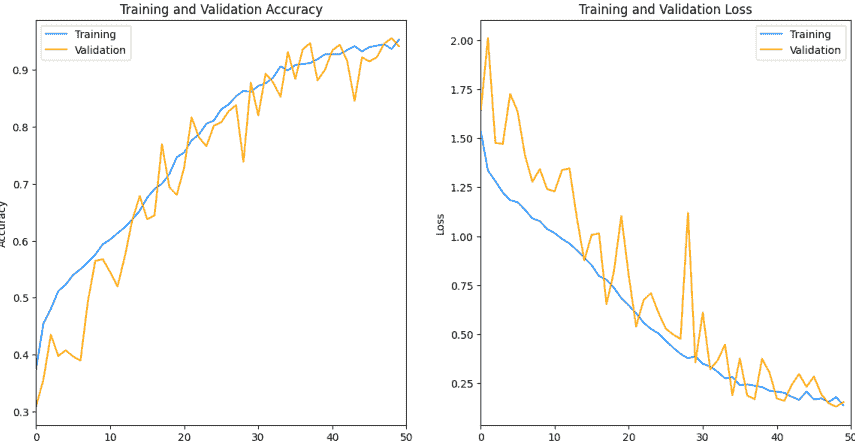 Training and Validation Accuracy
Training
Validation
Accuracy
0.9
0.8
0.7
0.6
0.5
0.4
0.3
0 10 20 30 40 50
Training and Validation Loss
Training
Validation
Loss
2.00
1.75
1.50
1.25
1.00
0.75
0.50
0.25
0 10 20 30 40 50